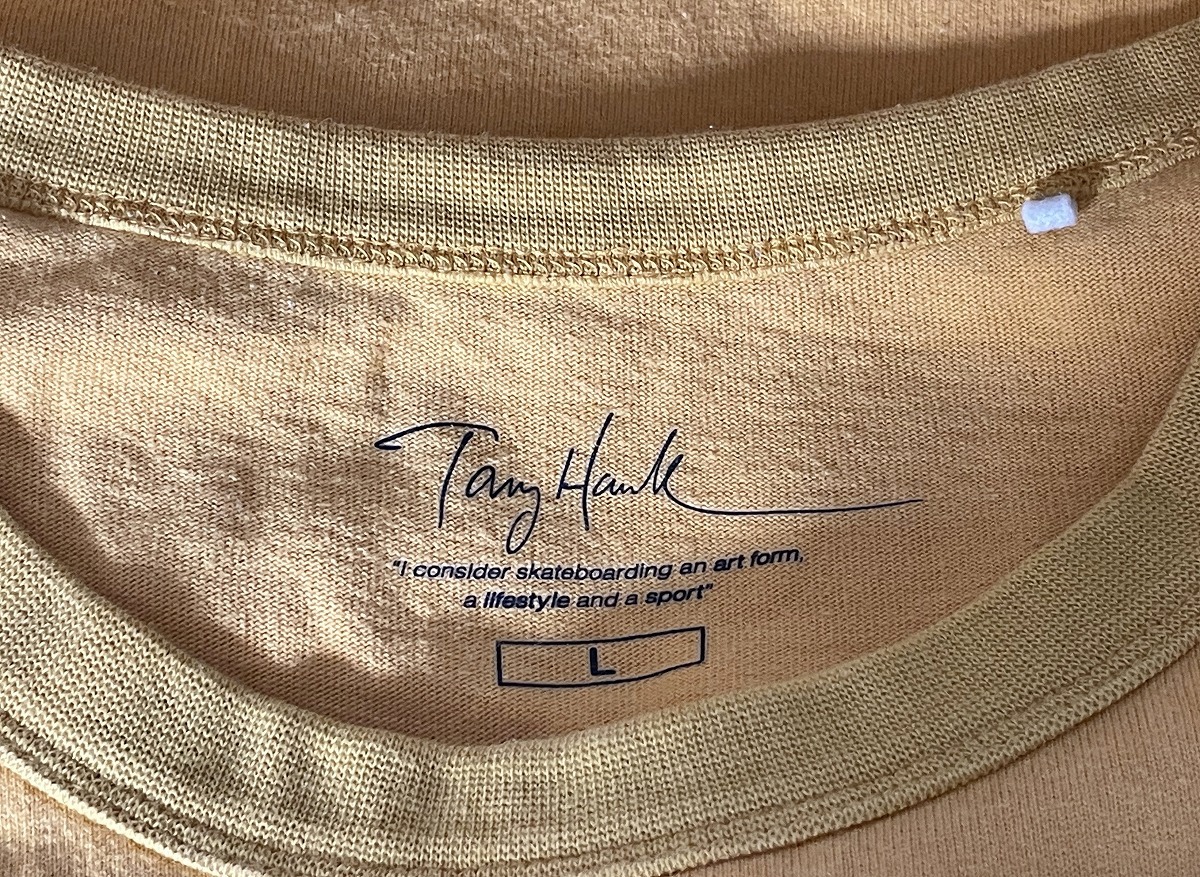 Tony Hawk
"I consider skateboarding an art form,
a lifestyle and a sport"
L